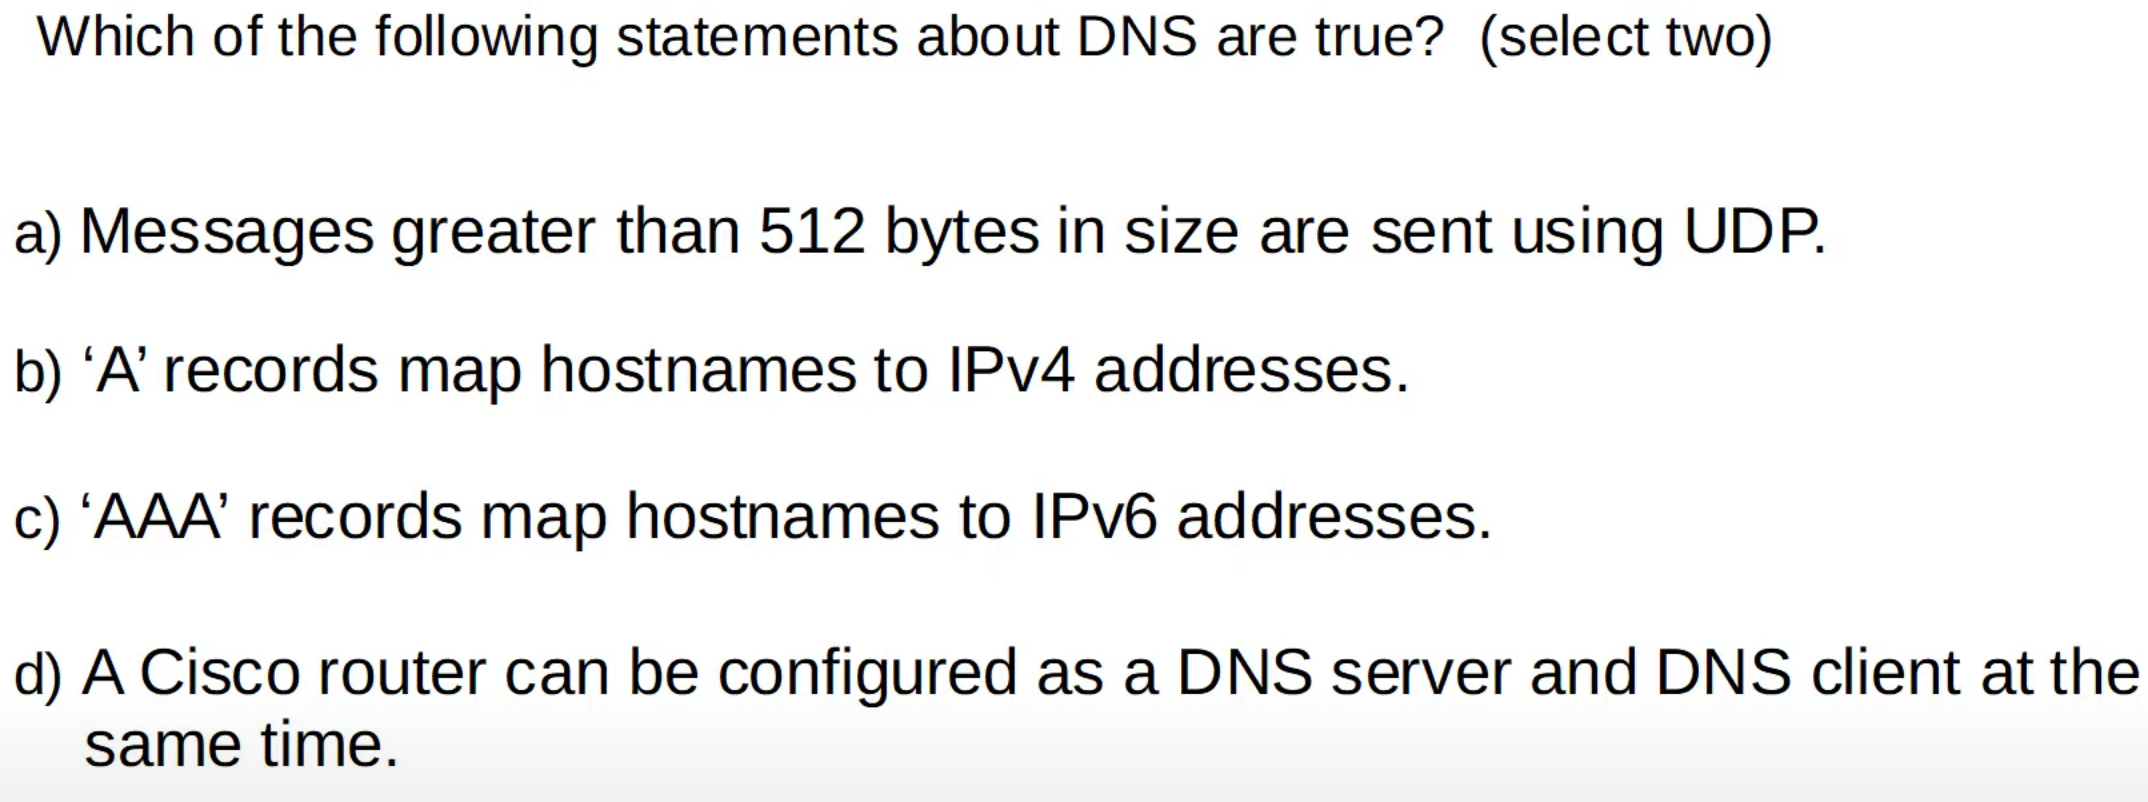 Which of the following statements about DNS are true?  (select two)
a) Messages greater than 512 bytes in size are sent using UDP.
b) ‘A’ records map hostnames to IPv4 addresses.
c) ‘AAA’ records map hostnames to IPv6 addresses.
d) A Cisco router can be configured as a DNS server and DNS client at the
same time.